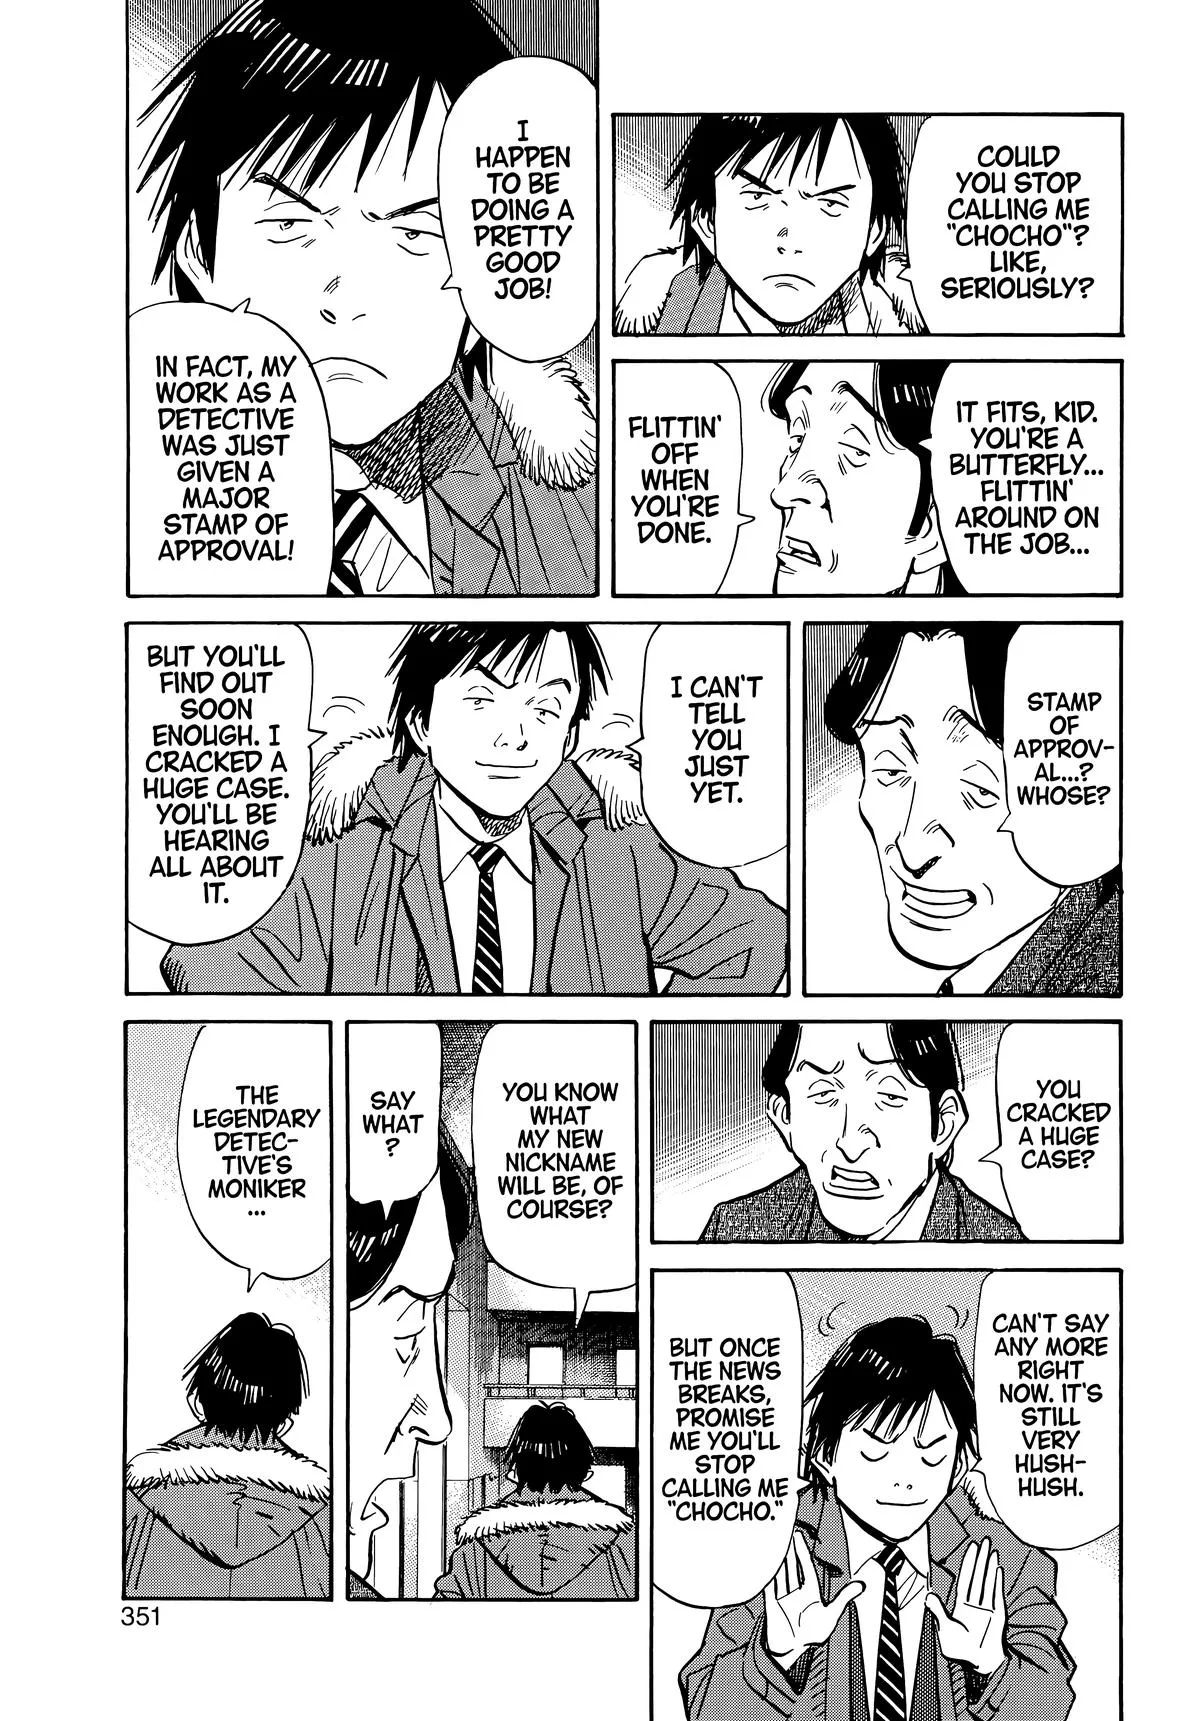 COULD
YOU STOP
CALLING ME
"CHOCHO"?
LIKE,
SERIOUSLY?
I
HAPPEN
TO BE
DOING A
PRETTY
GOOD
JOB!
IN FACT, MY
WORK AS A
DETECTIVE
WAS JUST
GIVEN A
MAJOR
STAMP OF
APPROVAL!
IT FITS, KID.
YOU'RE A
BUTTERFLY...
FLITTIN'
AROUND ON
THE JOB...
FLITTIN'
OFF
WHEN
YOU'RE
DONE.
STAMP
OF
APPROV-
AL...?
WHOSE?
I CAN'T
TELL
YOU
JUST
YET.
BUT YOU'LL
FIND OUT
SOON
ENOUGH. I
CRACKED A
HUGE CASE.
YOU'LL BE
HEARING
ALL ABOUT
IT.
YOU
CRACKED
A HUGE
CASE?
CAN'T SAY
ANY MORE
RIGHT
NOW. IT'S
STILL
VERY
HUSH-
HUSH.
BUT ONCE
THE NEWS
BREAKS,
PROMISE
ME YOU'LL
STOP
CALLING ME
"CHOCHO."
YOU KNOW
WHAT
MY NEW
NICKNAME
WILL BE, OF
COURSE?
SAY
WHAT
?
THE
LEGENDARY
DETEC-
TIVE'S
MONIKER
...
351